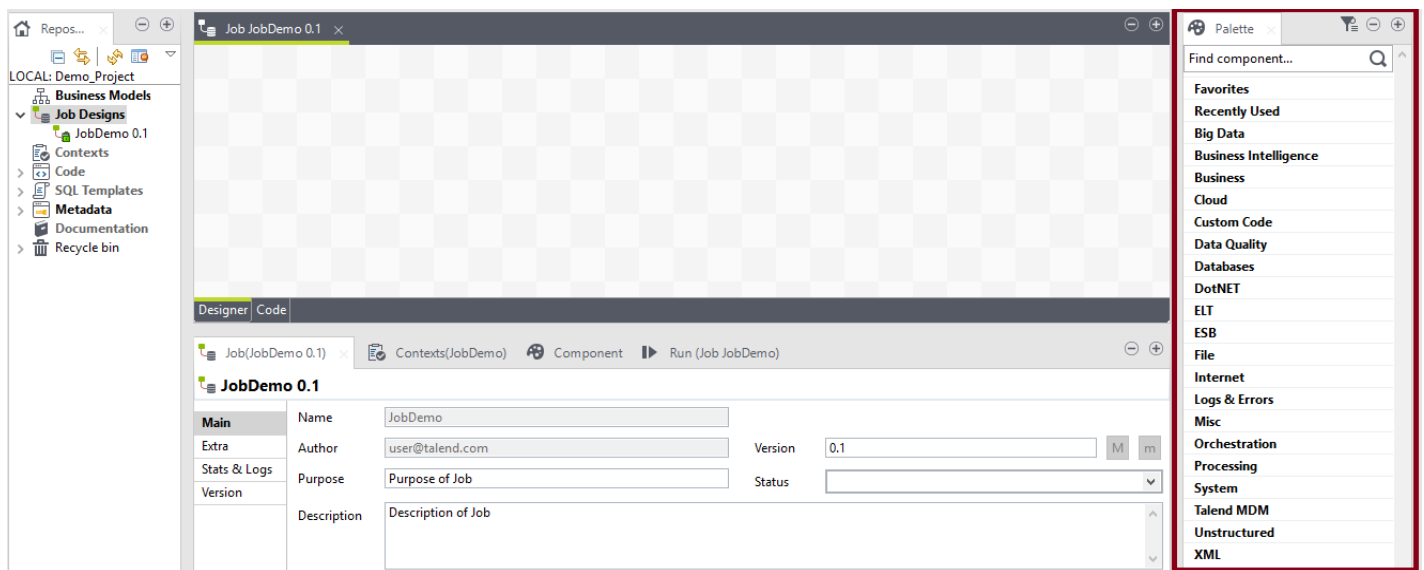 Repos...
LOCAL: Demo_Project
Business Models
Job Designs
JobDemo 0.1
Contexts
Code
SQL Templates
Metadata
Documentation
Recycle bin
Job JobDemo 0.1
Designer
Code
Job(JobDemo 0.1)
Contexts(JobDemo)
Component
Run (Job JobDemo)
JobDemo 0.1
Main
Extra
Stats & Logs
Version
Name
JobDemo
Author
user@talend.com
Version
0.1
M
m
Purpose
Purpose of Job
Status
Description
Description of Job
Palette
Find component...
Favorites
Recently Used
Big Data
Business Intelligence
Business
Cloud
Custom Code
Data Quality
Databases
DotNET
ELT
ESB
File
Internet
Logs & Errors
Misc
Orchestration
Processing
System
Talend MDM
Unstructured
XML